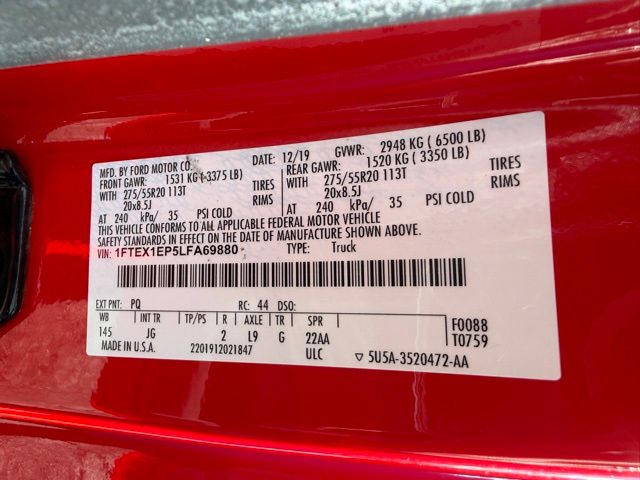 MFD. BY FORD MOTOR CO. DATE: 12/19 GVWR: 2948 KG ( 6500 LB)
FRONT GAWR: 1531 KG ( 3375 LB) REAR GAWR: 1520 KG ( 3350 LB)
WITH 275/55R20 113T TIRES WITH 275/55R20 113T TIRES
20x8.5J RIMS 20x8.5J RIMS
AT 240 kPa/ 35 PSI COLD AT 240 kPa/ 35 PSI COLD
THIS VEHICLE CONFORMS TO ALL APPLICABLE FEDERAL MOTOR VEHICLE
SAFETY STANDARDS IN EFFECT ON THE DATE OF MANUFACTURE SHOWN ABOVE.
VIN: 1FTEX1EP5LFA69880 TYPE: Truck
EXT PNT: PQ RC: 44 DSO:
WB INT TR TP/PS R AXLE TR SPR F0088
145 JG 2 L9 G 22AA T0759
MADE IN U.S.A. 2201912021847 ULC ▽ 5U5A-3520472-AA